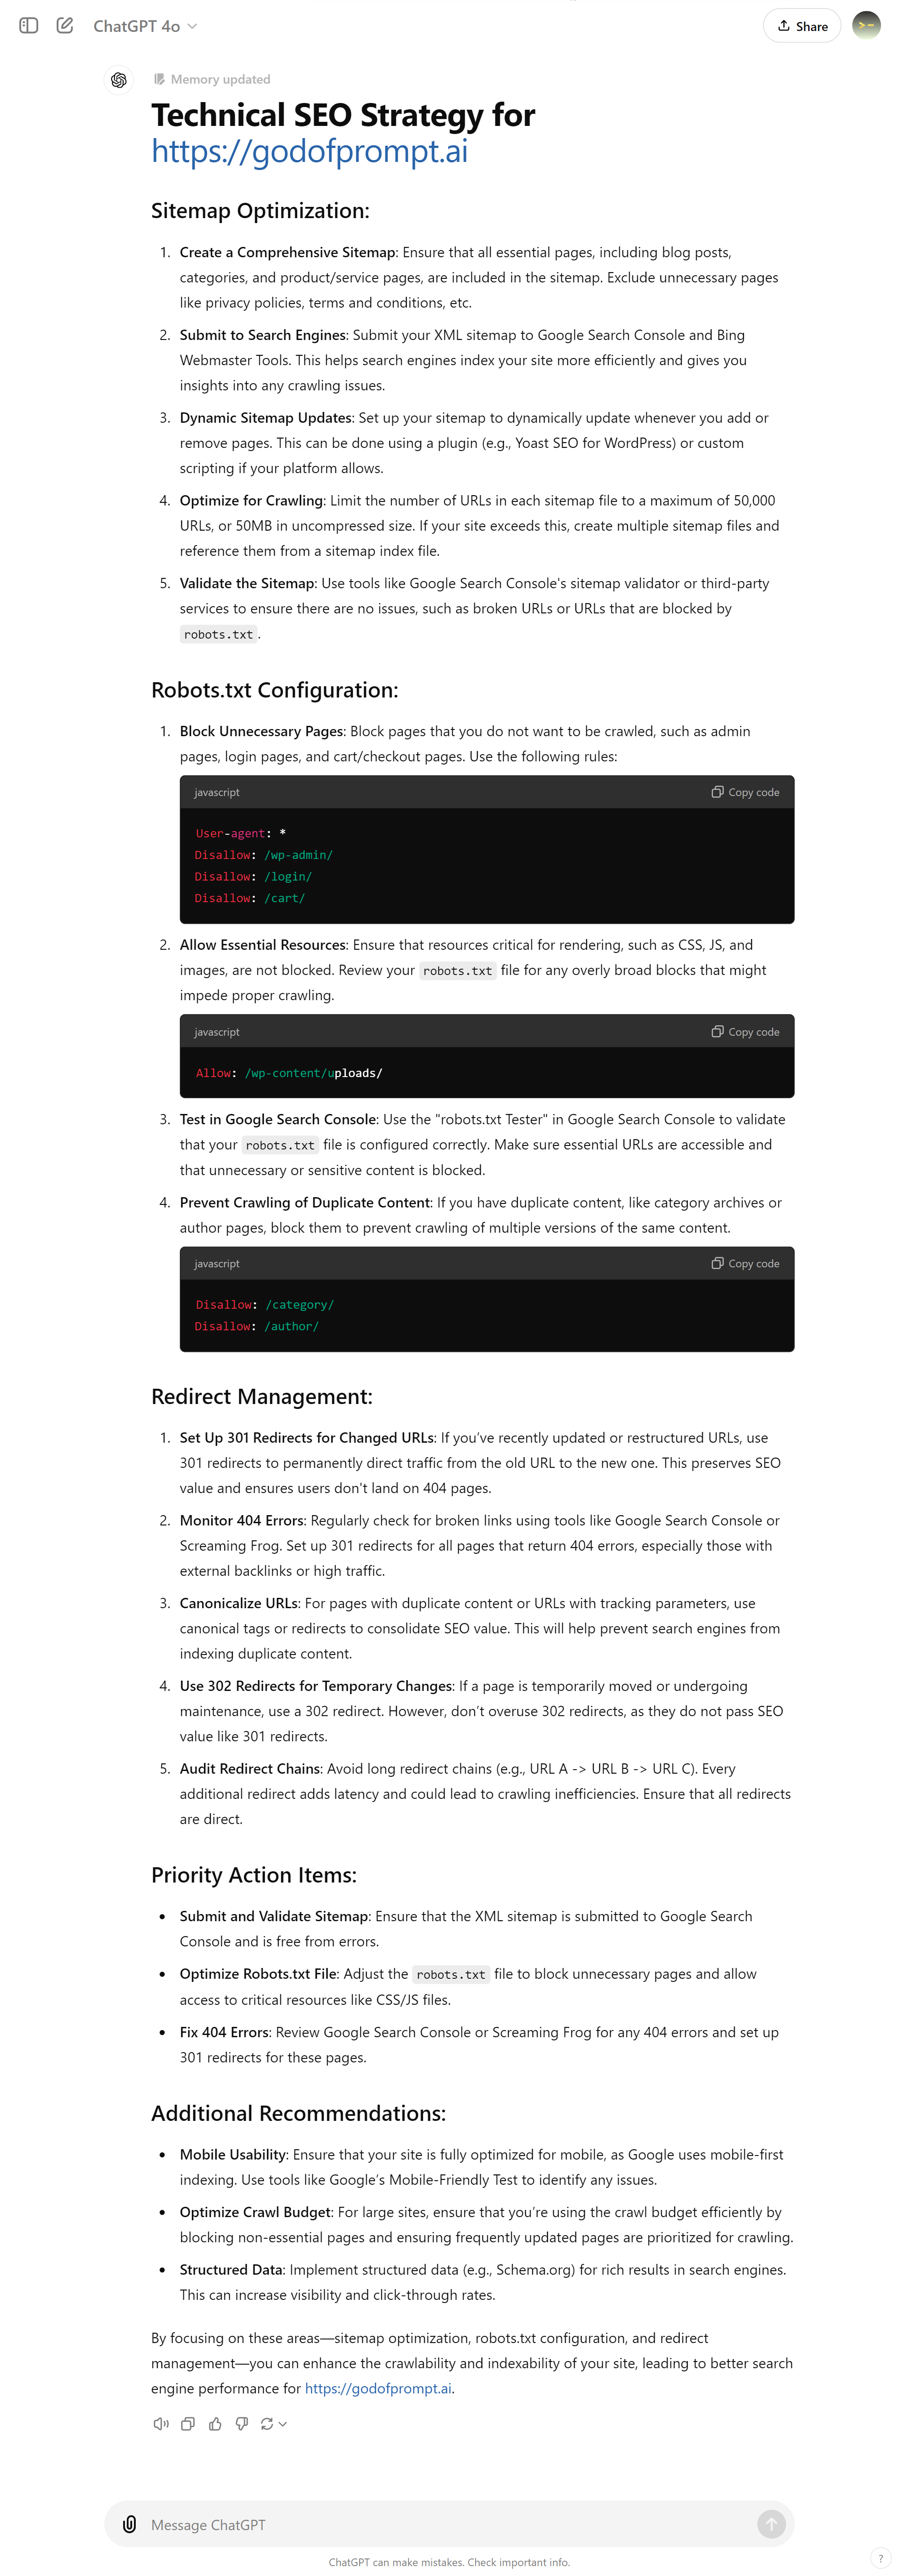 ChatGPT 4o
Share
Memory updated
Technical SEO Strategy for
https://godofprompt.ai
Sitemap Optimization:
1. Create a Comprehensive Sitemap: Ensure that all essential pages, including blog posts,
categories, and product/service pages, are included in the sitemap. Exclude unnecessary pages
like privacy policies, terms and conditions, etc.
2. Submit to Search Engines: Submit your XML sitemap to Google Search Console and Bing
Webmaster Tools. This helps search engines index your site more efficiently and gives you
insights into any crawling issues.
3. Dynamic Sitemap Updates: Set up your sitemap to dynamically update whenever you add or
remove pages. This can be done using a plugin (e.g., Yoast SEO for WordPress) or custom
scripting if your platform allows.
4. Optimize for Crawling: Limit the number of URLs in each sitemap file to a maximum of 50,000
URLs, or 50MB in uncompressed size. If your site exceeds this, create multiple sitemap files and
reference them from a sitemap index file.
5. Validate the Sitemap: Use tools like Google Search Console's sitemap validator or third-party
services to ensure there are no issues, such as broken URLs or URLs that are blocked by
robots.txt.
Robots.txt Configuration:
1. Block Unnecessary Pages: Block pages that you do not want to be crawled, such as admin
pages, login pages, and cart/checkout pages. Use the following rules:
javascript Copy code
User-agent: *
Disallow: /wp-admin/
Disallow: /login/
Disallow: /cart/
2. Allow Essential Resources: Ensure that resources critical for rendering, such as CSS, JS, and
images, are not blocked. Review your robots.txt file for any overly broad blocks that might
impede proper crawling.
javascript Copy code
Allow: /wp-content/uploads/
3. Test in Google Search Console: Use the "robots.txt Tester" in Google Search Console to validate
that your robots.txt file is configured correctly. Make sure essential URLs are accessible and
that unnecessary or sensitive content is blocked.
4. Prevent Crawling of Duplicate Content: If you have duplicate content, like category archives or
author pages, block them to prevent crawling of multiple versions of the same content.
javascript Copy code
Disallow: /category/
Disallow: /author/
Redirect Management:
1. Set Up 301 Redirects for Changed URLs: If you’ve recently updated or restructured URLs, use
301 redirects to permanently direct traffic from the old URL to the new one. This preserves SEO
value and ensures users don't land on 404 pages.
2. Monitor 404 Errors: Regularly check for broken links using tools like Google Search Console or
Screaming Frog. Set up 301 redirects for all pages that return 404 errors, especially those with
external backlinks or high traffic.
3. Canonicalize URLs: For pages with duplicate content or URLs with tracking parameters, use
canonical tags or redirects to consolidate SEO value. This will help prevent search engines from
indexing duplicate content.
4. Use 302 Redirects for Temporary Changes: If a page is temporarily moved or undergoing
maintenance, use a 302 redirect. However, don’t overuse 302 redirects, as they do not pass SEO
value like 301 redirects.
5. Audit Redirect Chains: Avoid long redirect chains (e.g., URL A -> URL B -> URL C). Every
additional redirect adds latency and could lead to crawling inefficiencies. Ensure that all redirects
are direct.
Priority Action Items:
• Submit and Validate Sitemap: Ensure that the XML sitemap is submitted to Google Search
Console and is free from errors.
• Optimize Robots.txt File: Adjust the robots.txt file to block unnecessary pages and allow
access to critical resources like CSS/JS files.
• Fix 404 Errors: Review Google Search Console or Screaming Frog for any 404 errors and set up
301 redirects for these pages.
Additional Recommendations:
• Mobile Usability: Ensure that your site is fully optimized for mobile, as Google uses mobile-first
indexing. Use tools like Google’s Mobile-Friendly Test to identify any issues.
• Optimize Crawl Budget: For large sites, ensure that you’re using the crawl budget efficiently by
blocking non-essential pages and ensuring frequently updated pages are prioritized for crawling.
• Structured Data: Implement structured data (e.g., Schema.org) for rich results in search engines.
This can increase visibility and click-through rates.
By focusing on these areas—sitemap optimization, robots.txt configuration, and redirect
management—you can enhance the crawlability and indexability of your site, leading to better search
engine performance for https://godofprompt.ai.
Message ChatGPT
ChatGPT can make mistakes. Check important info.
?